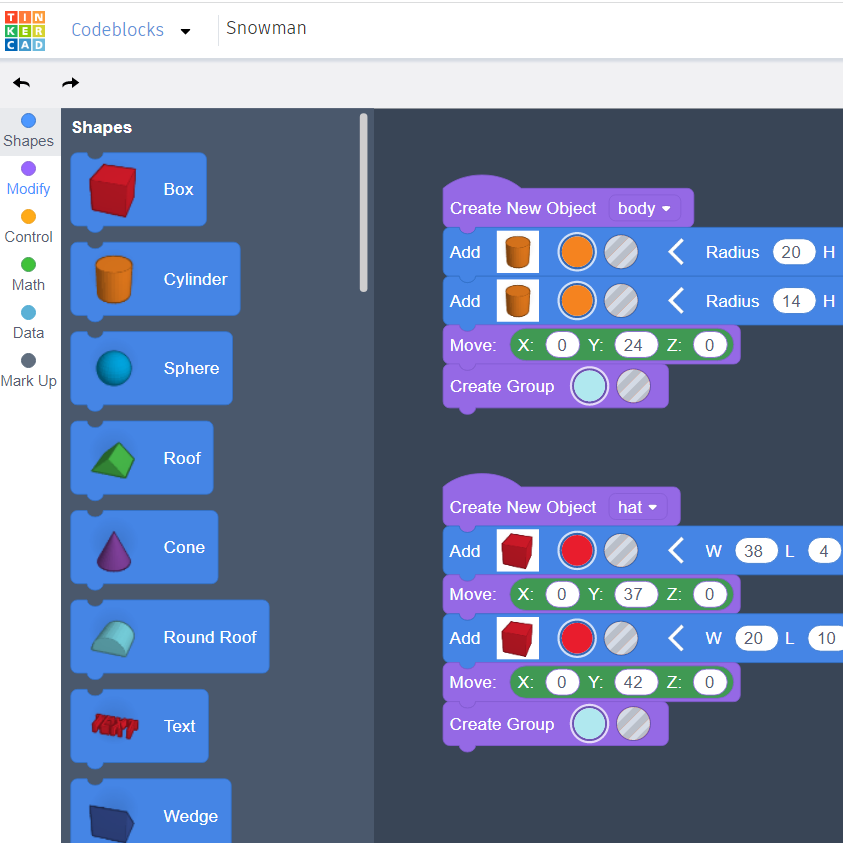 TIN
KER
CAD
Codeblocks
Snowman
Shapes
Modify
Control
Math
Data
Mark Up
Shapes
Box
Cylinder
Sphere
Roof
Cone
Round Roof
Text
Wedge
Create New Object body
Add Radius 20 H
Add Radius 14 H
Move: X: 0 Y: 24 Z: 0
Create Group
Create New Object hat
Add W 38 L 4
Move: X: 0 Y: 37 Z: 0
Add W 20 L 10
Move: X: 0 Y: 42 Z: 0
Create Group